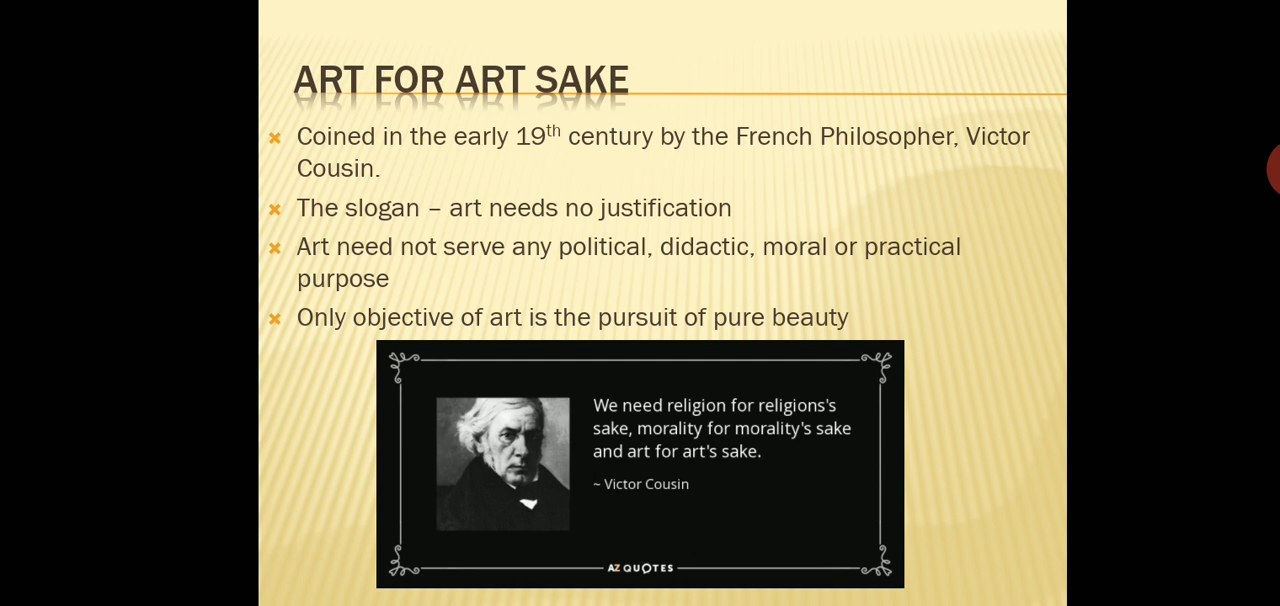 ART FOR ART SAKE
Coined in the early 19th century by the French Philosopher, Victor
Cousin.
The slogan – art needs no justification
Art need not serve any political, didactic, moral or practical
purpose
Only objective of art is the pursuit of pure beauty
We need religion for religions's
sake, morality for morality's sake
and art for art's sake.
~ Victor Cousin
AZ QUOTES